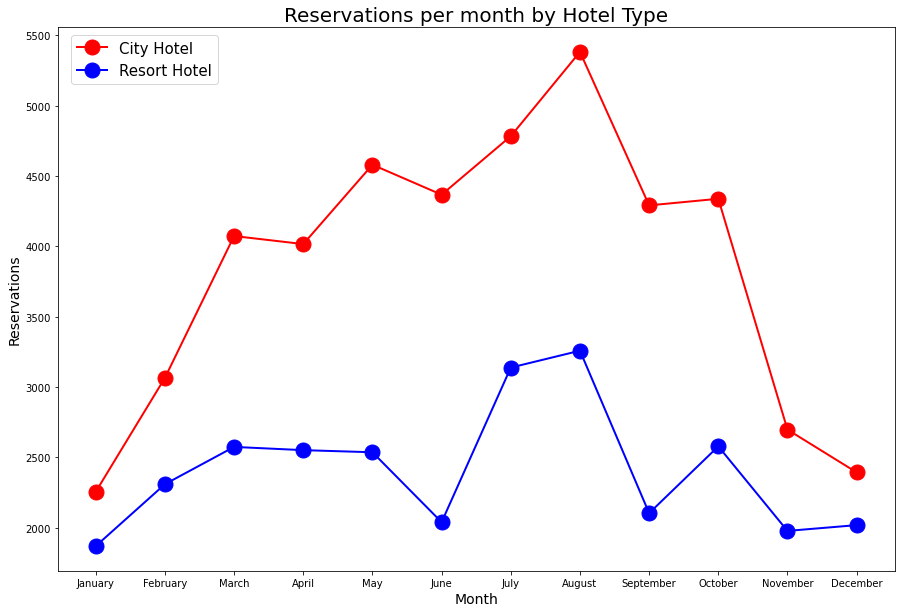 Reservations per month by Hotel Type
City Hotel
Resort Hotel
5500
5000
4500
4000
3500
3000
2500
2000
Reservations
January February March April May June July August September October November December
Month